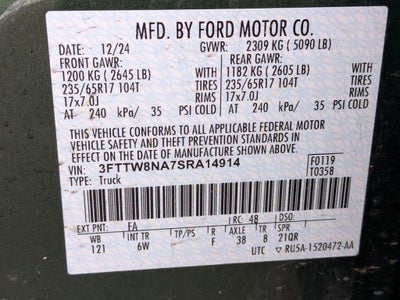 MFD. BY FORD MOTOR CO.
DATE: 12/24 GVWR: 2309 KG (5090 LB)
FRONT GAWR: REAR GAWR:
1200 KG (2645 LB) WITH 1182 KG (2605 LB) WITH
235/65R17 104T TIRES 235/65R17 104T TIRES
17x7.0J RIMS 17x7.0J RIMS
AT 240 kPa/ 35 PSI COLD AT 240 kPa/ 35 PSI COLD
THIS VEHICLE CONFORMS TO ALL APPLICABLE FEDERAL MOTOR
VEHICLE SAFETY AND THEFT PREVENTION STANDARDS IN EFFECT
ON THE DATE OF MANUFACTURE SHOWN ABOVE.
VIN: 3FTTW8NA7SRA14914 F0119
TYPE: Truck T0358
EXT PNT: FA RC: 48 DSO:
WB INT TR TP/PS R AX TR SPR
121 6W F 38 8 21QR
UTC RU5A-1520472-AA